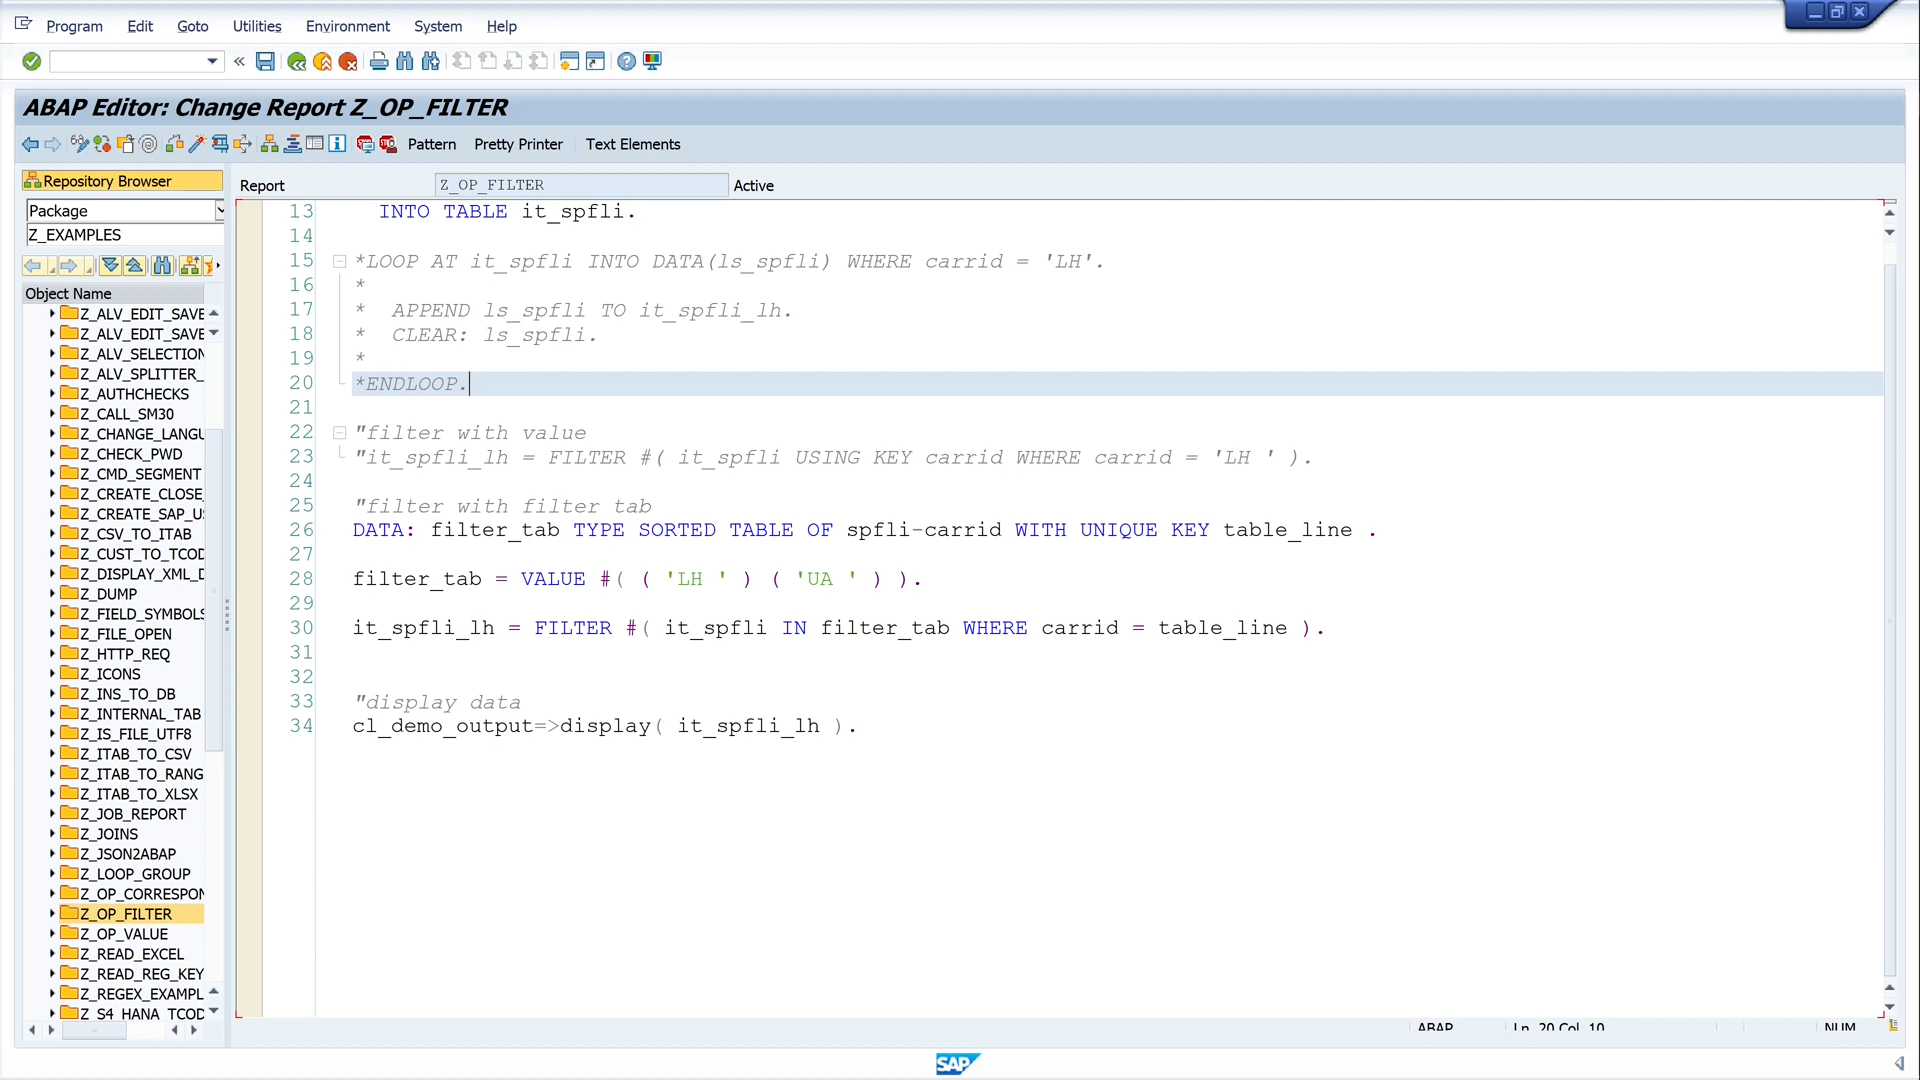 Program Edit Goto Utilities Environment System Help
«
ABAP Editor: Change Report Z_OP_FILTER
Pattern Pretty Printer Text Elements
Repository Browser
Report Z_OP_FILTER Active
Package
Z_EXAMPLES
Object Name
Z_ALV_EDIT_SAVE
Z_ALV_EDIT_SAVE
Z_ALV_SELECTION
Z_ALV_SPLITTER_
Z_AUTHCHECKS
Z_CALL_SM30
Z_CHANGE_LANGU
Z_CHECK_PWD
Z_CMD_SEGMENT
Z_CREATE_CLOSE_
Z_CREATE_SAP_US
Z_CSV_TO_ITAB
Z_CUST_TO_TCOD
Z_DISPLAY_XML_D
Z_DUMP
Z_FIELD_SYMBOLS
Z_FILE_OPEN
Z_HTTP_REQ
Z_ICONS
Z_INS_TO_DB
Z_INTERNAL_TAB
Z_IS_FILE_UTF8
Z_ITAB_TO_CSV
Z_ITAB_TO_RANG
Z_ITAB_TO_XLSX
Z_JOB_REPORT
Z_JOINS
Z_JSON2ABAP
Z_LOOP_GROUP
Z_OP_CORRESPON
Z_OP_FILTER
Z_OP_VALUE
Z_READ_EXCEL
Z_READ_REG_KEY
Z_REGEX_EXAMPL
Z_S4_HANA_TCOD
13 INTO TABLE it_spfli.
14
15 *LOOP AT it_spfli INTO DATA(ls_spfli) WHERE carrid = 'LH'.
16 *
17 * APPEND ls_spfli TO it_spfli_lh.
18 * CLEAR: ls_spfli.
19 *
20 *ENDLOOP.
21
22 "filter with value
23 "it_spfli_lh = FILTER #( it_spfli USING KEY carrid WHERE carrid = 'LH ' ).
24
25 "filter with filter tab
26 DATA: filter_tab TYPE SORTED TABLE OF spfli-carrid WITH UNIQUE KEY table_line .
27
28 filter_tab = VALUE #( ( 'LH ' ) ( 'UA ' ) ).
29
30 it_spfli_lh = FILTER #( it_spfli IN filter_tab WHERE carrid = table_line ).
31
32
33 "display data
34 cl_demo_output=>display( it_spfli_lh ).
ABAP Ln 20 Col 10 NUM
SAP